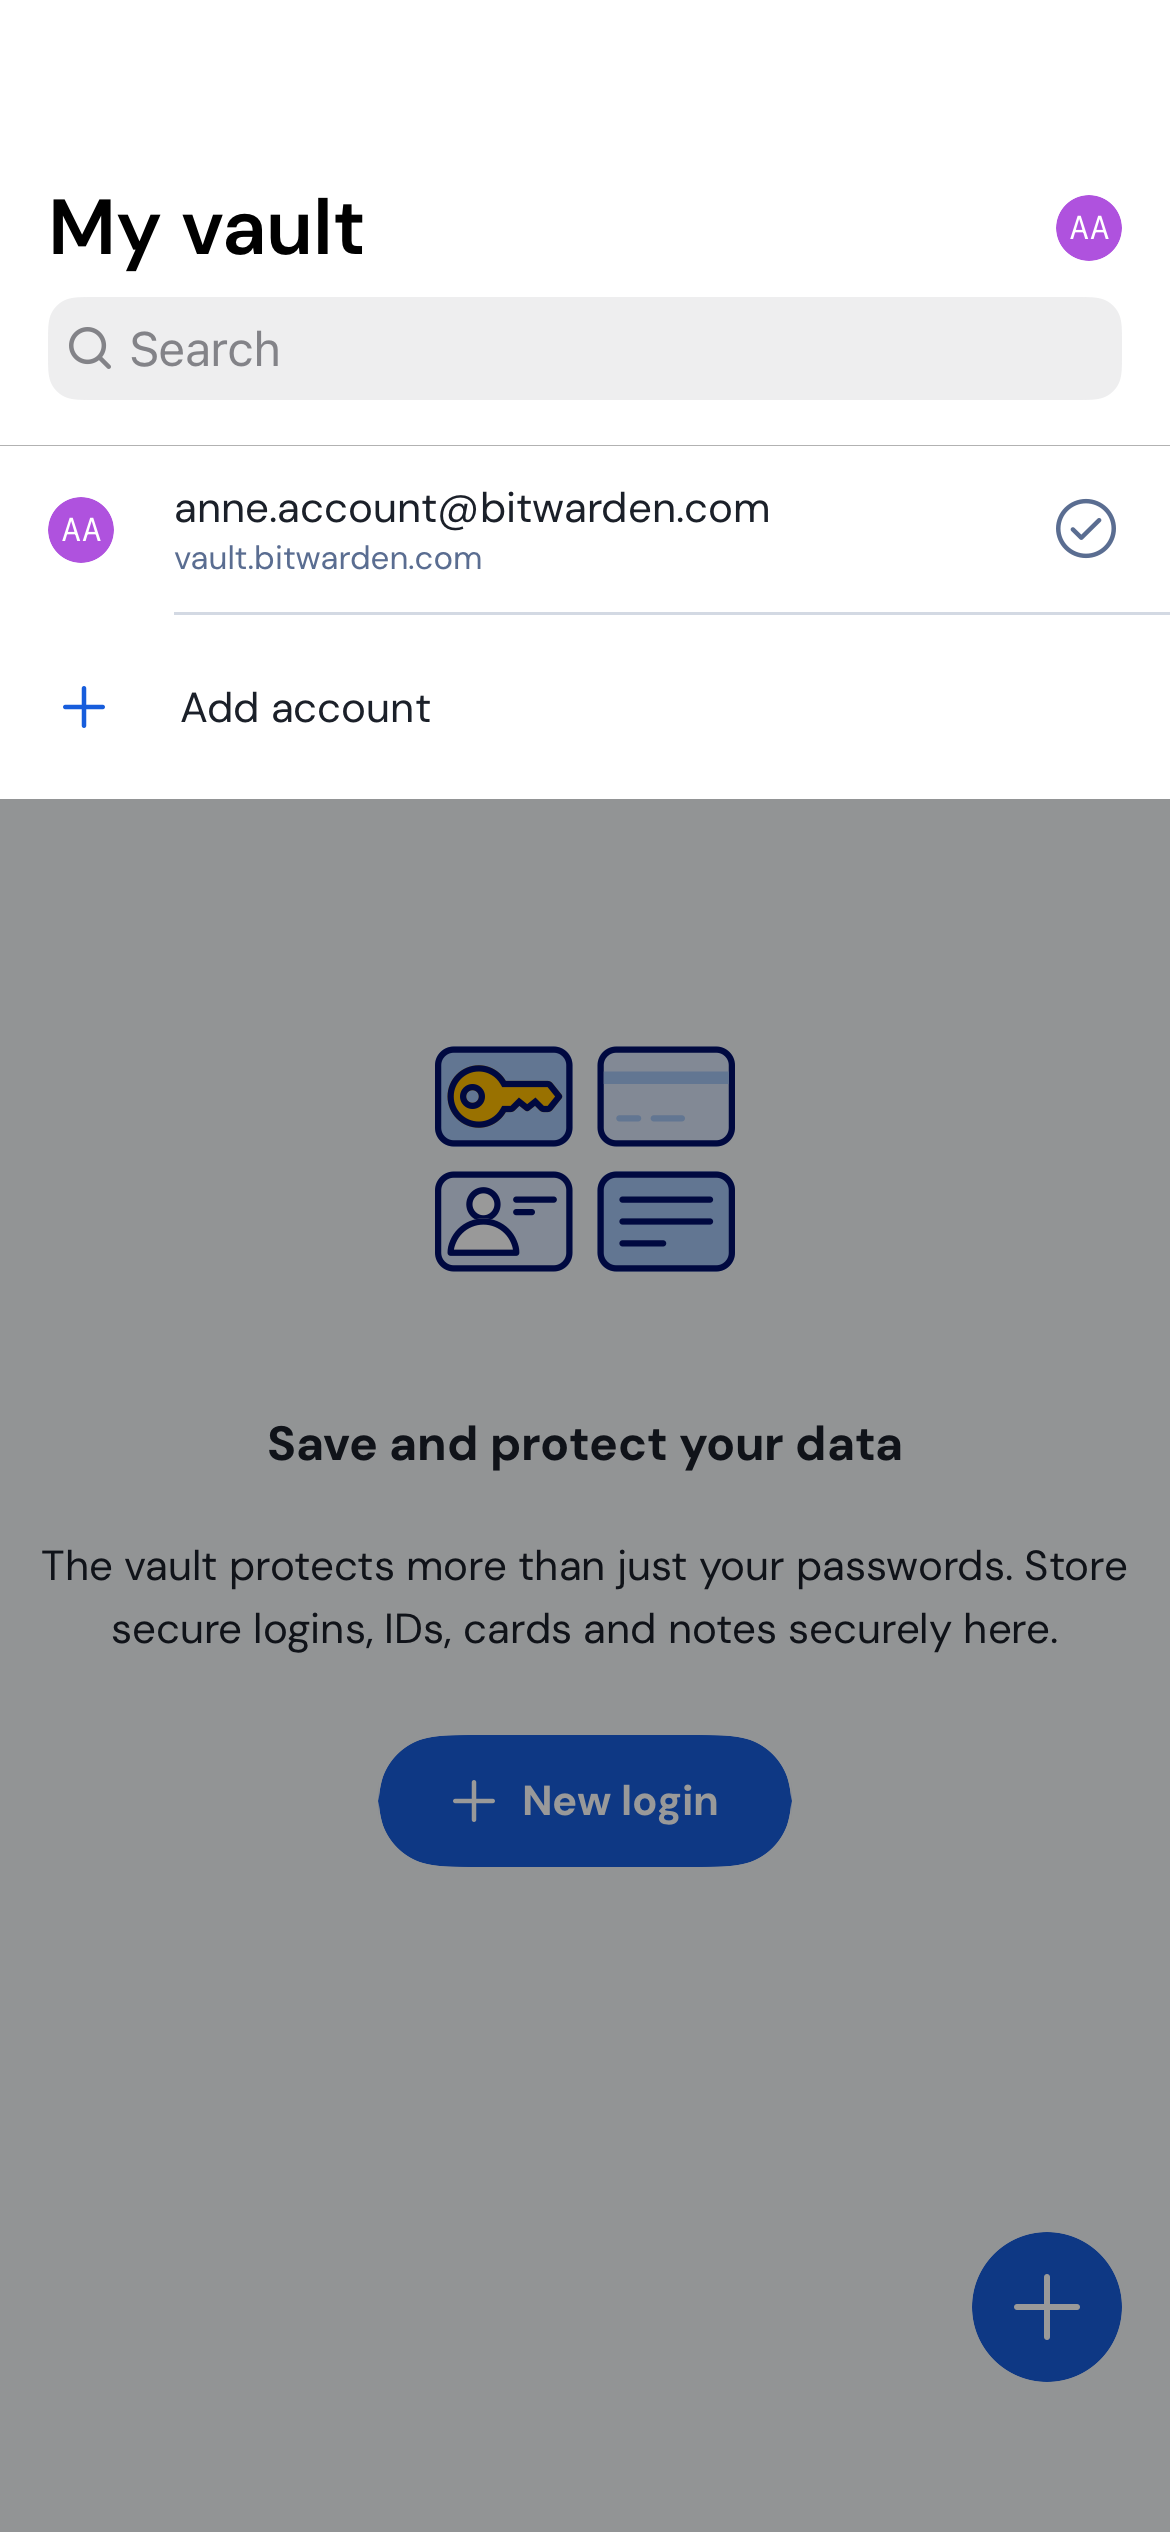 My vault
AA
Search
AA
anne.account@bitwarden.com
vault.bitwarden.com
Add account
Save and protect your data
The vault protects more than just your passwords. Store
secure logins, IDs, cards and notes securely here.
New login